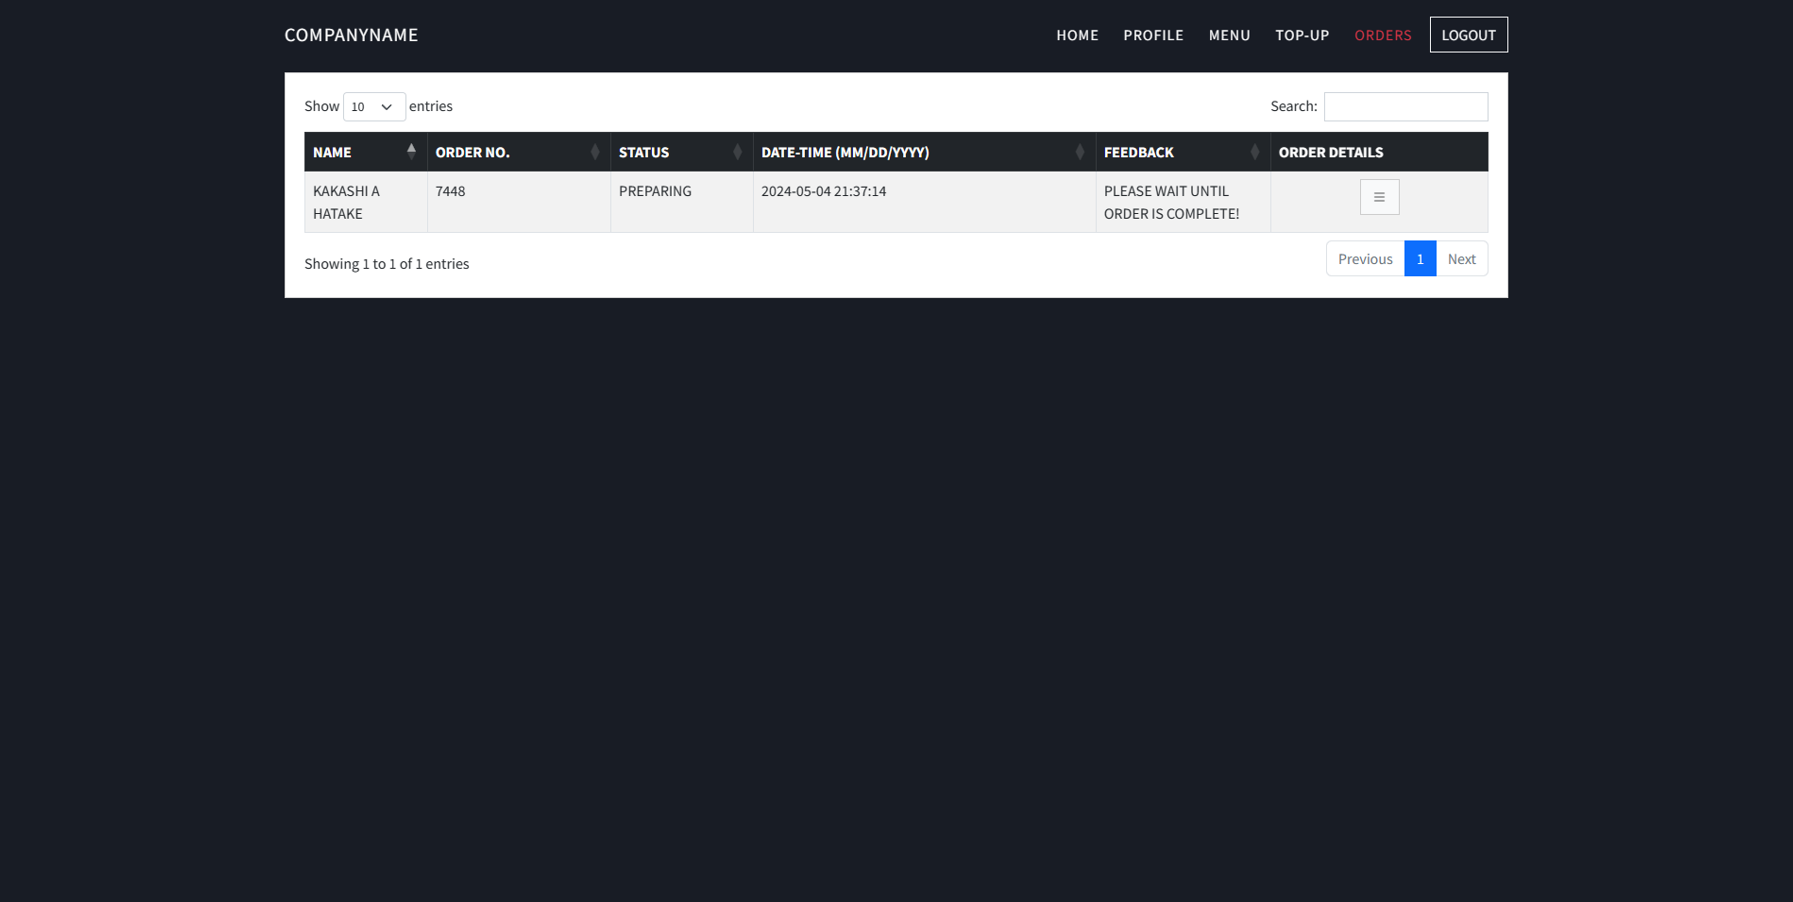 COMPANYNAME HOME PROFILE MENU TOP-UP ORDERS LOGOUT
Show 10 entries Search:
NAME ORDER NO. STATUS DATE-TIME (MM/DD/YYYY) FEEDBACK ORDER DETAILS
KAKASHI A 7448 PREPARING 2024-05-04 21:37:14 PLEASE WAIT UNTIL
HATAKE ORDER IS COMPLETE!
Showing 1 to 1 of 1 entries Previous 1 Next